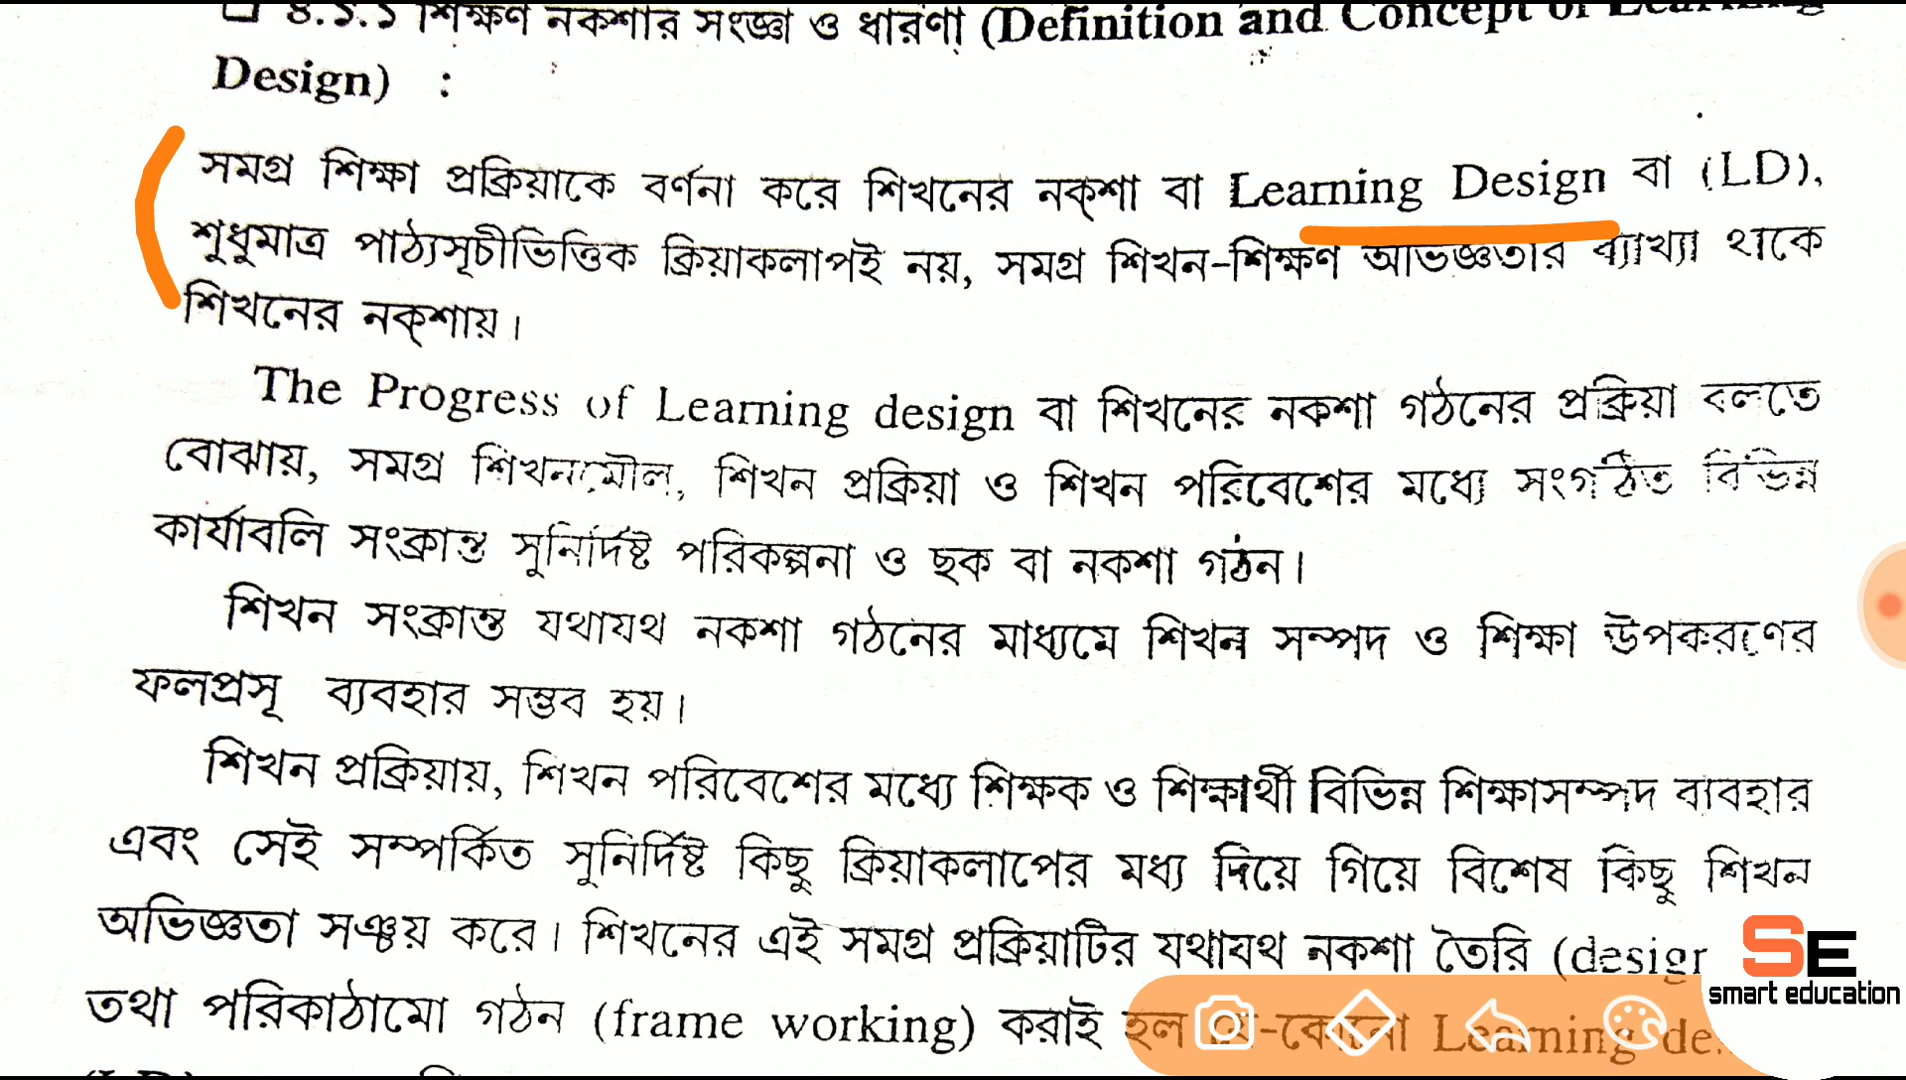 ৪.১.১ শিক্ষণ নকশার সংজ্ঞা ও ধারণা (Definition and Concept of Learning
Design) :
সমগ্র শিক্ষা প্রক্রিয়াকে বর্ণনা করে শিখনের নক্‌শা বা Learning Design বা (LD),
শুধুমাত্র পাঠ্যসূচীভিত্তিক ক্রিয়াকলাপই নয়, সমগ্র শিখন-শিক্ষণ অভিজ্ঞতার ব্যাখ্যা থাকে
শিখনের নক্‌শায়।
The Progress of Learning design বা শিখনের নকশা গঠনের প্রক্রিয়া বলতে
বোঝায়, সমগ্র শিখনমৌল, শিখন প্রক্রিয়া ও শিখন পরিবেশের মধ্যে সংগঠিত বিভিন্ন
কার্যাবলি সংক্রান্ত সুনির্দিষ্ট পরিকল্পনা ও ছক বা নকশা গঠন।
শিখন সংক্রান্ত যথাযথ নকশা গঠনের মাধ্যমে শিখন সম্পদ ও শিক্ষা উপকরণের
ফলপ্রসূ ব্যবহার সম্ভব হয়।
শিখন প্রক্রিয়ায়, শিখন পরিবেশের মধ্যে শিক্ষক ও শিক্ষার্থী বিভিন্ন শিক্ষাসম্পদ ব্যবহার
এবং সেই সম্পর্কিত সুনির্দিষ্ট কিছু ক্রিয়াকলাপের মধ্য দিয়ে গিয়ে বিশেষ কিছু শিখন
অভিজ্ঞতা সঞ্চয় করে। শিখনের এই সমগ্র প্রক্রিয়াটির যথাযথ নকশা তৈরি (design
তথা পরিকাঠামো গঠন (frame working) করাই হল যে-কোনো Learning de
SE
smart education